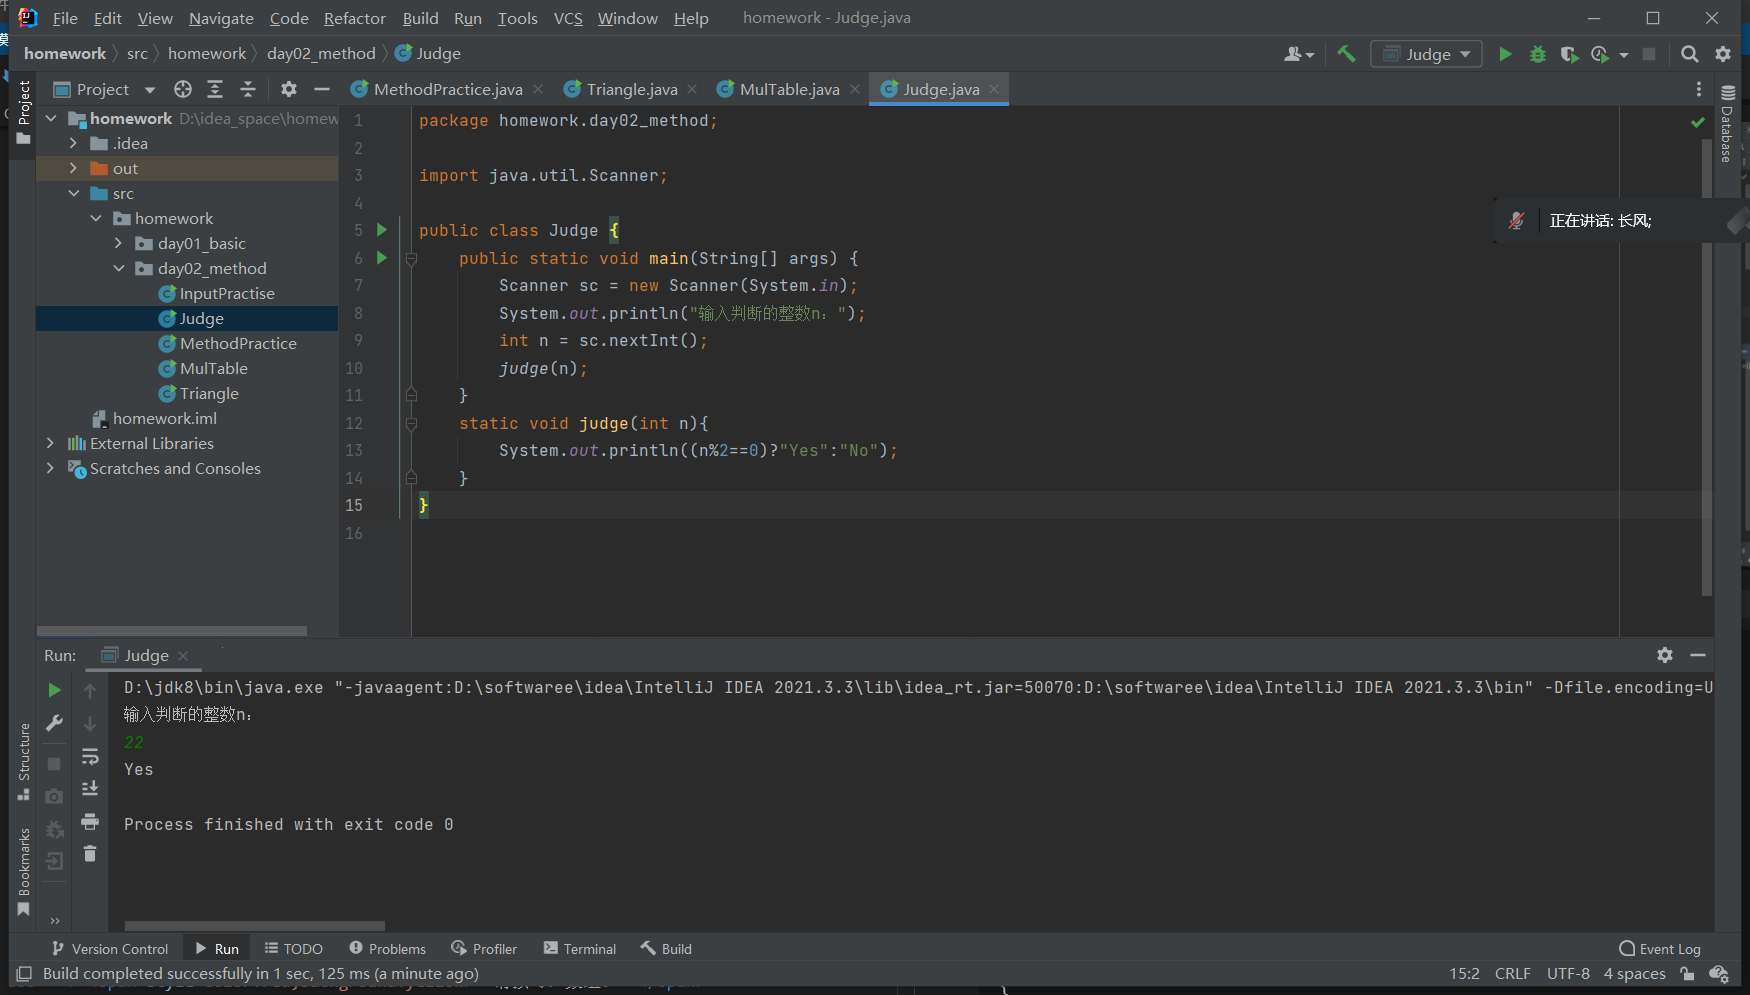 File Edit View Navigate Code Refactor Build Run Tools VCS Window Help homework - Judge.java
homework src homework day02_method Judge
Judge
Project
MethodPractice.java Triangle.java MulTable.java Judge.java
Project
Database
homework D:\idea_space\homew
.idea
out
src
homework
day01_basic
day02_method
InputPractise
Judge
MethodPractice
MulTable
Triangle
homework.iml
External Libraries
Scratches and Consoles
1 package homework.day02_method;
2
3 import java.util.Scanner;
4
5 public class Judge {
6 public static void main(String[] args) {
7 Scanner sc = new Scanner(System.in);
8 System.out.println("输入判断的整数n：");
9 int n = sc.nextInt();
10 judge(n);
11 }
12 static void judge(int n){
13 System.out.println((n%2==0)?"Yes":"No");
14 }
15 }
16
正在讲话: 长风;
Run: Judge
D:\jdk8\bin\java.exe "-javaagent:D:\softwaree\idea\IntelliJ IDEA 2021.3.3\lib\idea_rt.jar=50070:D:\softwaree\idea\IntelliJ IDEA 2021.3.3\bin" -Dfile.encoding=U
输入判断的整数n：
22
Yes
Process finished with exit code 0
Structure
Bookmarks
Version Control Run TODO Problems Profiler Terminal Build Event Log
Build completed successfully in 1 sec, 125 ms (a minute ago) 15:2 CRLF UTF-8 4 spaces